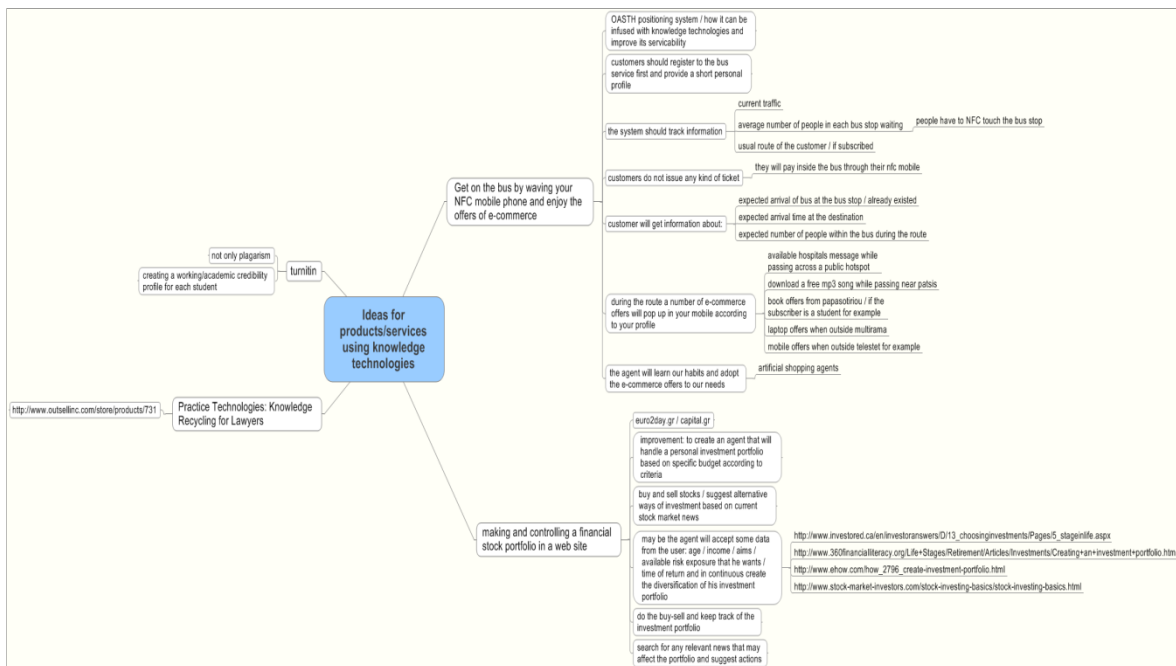 Ideas for
products/services
using knowledge
technologies
Get on the bus by waving your
NFC mobile phone and enjoy the
offers of e-commerce
OASTH positioning system / how it can be
infused with knowledge technologies and
improve its servicability
customers should register to the bus
service first and provide a short personal
profile
the system should track information
current traffic
average number of people in each bus stop waiting
people have to NFC touch the bus stop
usual route of the customer / if subscribed
customers do not issue any kind of ticket
they will pay inside the bus through their nfc mobile
customer will get information about:
expected arrival of bus at the bus stop / already existed
expected arrival time at the destination
expected number of people within the bus during the route
during the route a number of e-commerce
offers will pop up in your mobile according
to your profile
available hospitals message while
passing across a public hotspot
download a free mp3 song while passing near patsis
book offers from papasotiriou / if the
subscriber is a student for example
laptop offers when outside multirama
mobile offers when outside telestet for example
the agent will learn our habits and adopt
the e-commerce offers to our needs
artificial shopping agents
making and controlling a financial
stock portfolio in a web site
euro2day.gr / capital.gr
improvement: to create an agent that will
handle a personal investment portfolio
based on specific budget according to
criteria
buy and sell stocks / suggest alternative
ways of investment based on current
stock market news
may be the agent will accept some data
from the user: age / income / aims /
available risk exposure that he wants /
time of return and in continuous create
the diversification of his investment
portfolio
http://www.investored.ca/en/investoranswers/D/13_choosinginvestments/Pages/5_stageinlife.aspx
http://www.360financialliteracy.org/Life+Stages/Retirement/Articles/Investments/Creating+an+investment+portfolio.htm
http://www.ehow.com/how_2796_create-investment-portfolio.html
http://www.stock-market-investors.com/stock-investing-basics/stock-investing-basics.html
do the buy-sell and keep track of the
investment portfolio
search for any relevant news that may
affect the portfolio and suggest actions
turnitin
not only plagarism
creating a working/academic credibility
profile for each student
Practice Technologies: Knowledge
Recycling for Lawyers
http://www.outsellinc.com/store/products/731